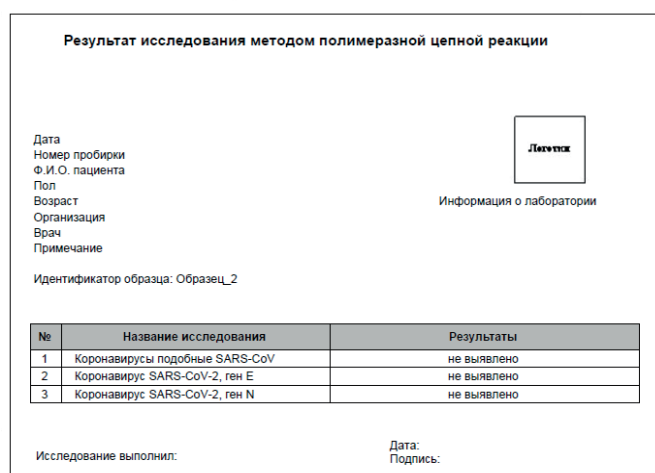 Результат исследования методом полимеразной цепной реакции
Дата
Номер пробирки
Ф.И.О. пациента
Пол
Возраст
Организация
Врач
Примечание
Логотип
Информация о лаборатории
Идентификатор образца: Образец_2
№ Название исследования Результаты
1 Коронавирусы подобные SARS-CoV не выявлено
2 Коронавирус SARS-CoV-2, ген E не выявлено
3 Коронавирус SARS-CoV-2, ген N не выявлено
Исследование выполнил:
Дата:
Подпись: